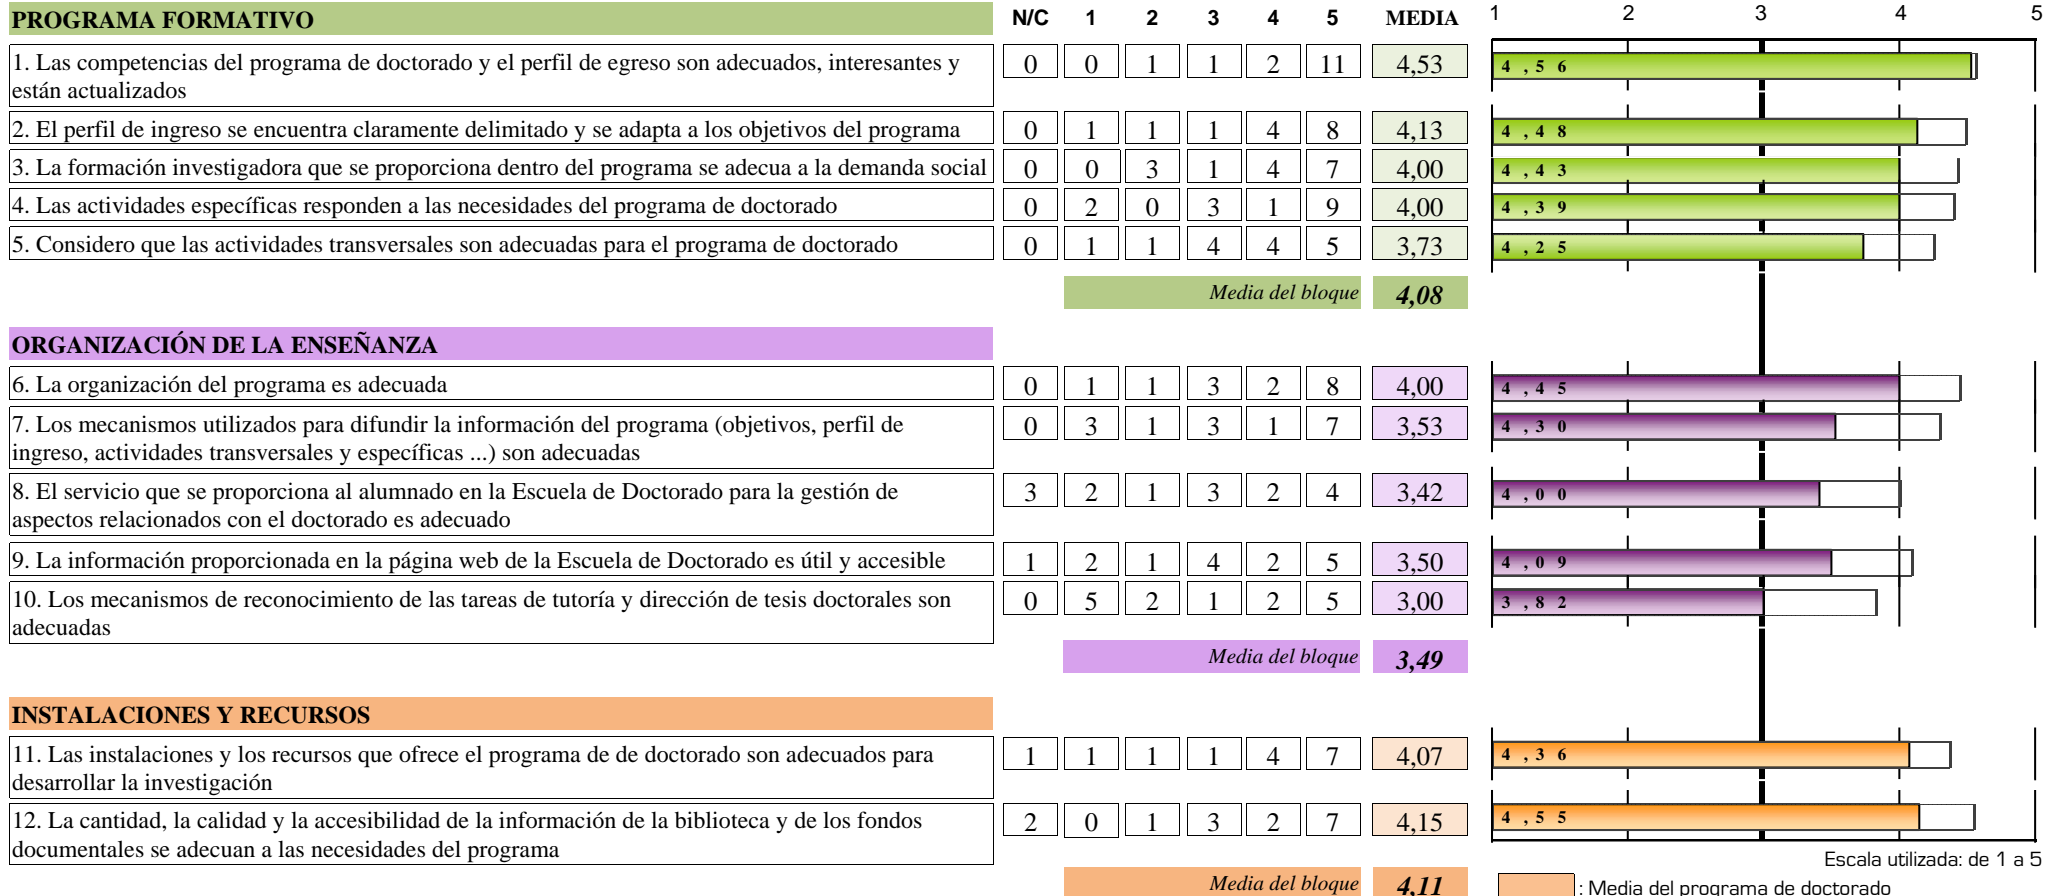 PROGRAMA FORMATIVO N/C 1 2 3 4 5 MEDIA 1 2 3 4 5
1. Las competencias del programa de doctorado y el perfil de egreso son adecuados, interesantes y 0 0 1 1 2 11 4,53 4,56
están actualizados
2. El perfil de ingreso se encuentra claramente delimitado y se adapta a los objetivos del programa 0 1 1 1 4 8 4,13 4,48
3. La formación investigadora que se proporciona dentro del programa se adecua a la demanda social 0 0 3 1 4 7 4,00 4,43
4. Las actividades específicas responden a las necesidades del programa de doctorado 0 2 0 3 1 9 4,00 4,39
5. Considero que las actividades transversales son adecuadas para el programa de doctorado 0 1 1 4 4 5 3,73 4,25
Media del bloque 4,08
ORGANIZACIÓN DE LA ENSEÑANZA
6. La organización del programa es adecuada 0 1 1 3 2 8 4,00 4,45
7. Los mecanismos utilizados para difundir la información del programa (objetivos, perfil de 0 3 1 3 1 7 3,53 4,30
ingreso, actividades transversales y específicas ...) son adecuadas
8. El servicio que se proporciona al alumnado en la Escuela de Doctorado para la gestión de 3 2 1 3 2 4 3,42 4,00
aspectos relacionados con el doctorado es adecuado
9. La información proporcionada en la página web de la Escuela de Doctorado es útil y accesible 1 2 1 4 2 5 3,50 4,09
10. Los mecanismos de reconocimiento de las tareas de tutoría y dirección de tesis doctorales son 0 5 2 1 2 5 3,00 3,82
adecuadas
Media del bloque 3,49
INSTALACIONES Y RECURSOS
11. Las instalaciones y los recursos que ofrece el programa de de doctorado son adecuados para 1 1 1 1 4 7 4,07 4,36
desarrollar la investigación
12. La cantidad, la calidad y la accesibilidad de la información de la biblioteca y de los fondos 2 0 1 3 2 7 4,15 4,55
documentales se adecuan a las necesidades del programa
Escala utilizada: de 1 a 5
Media del bloque 4,11 : Media del programa de doctorado